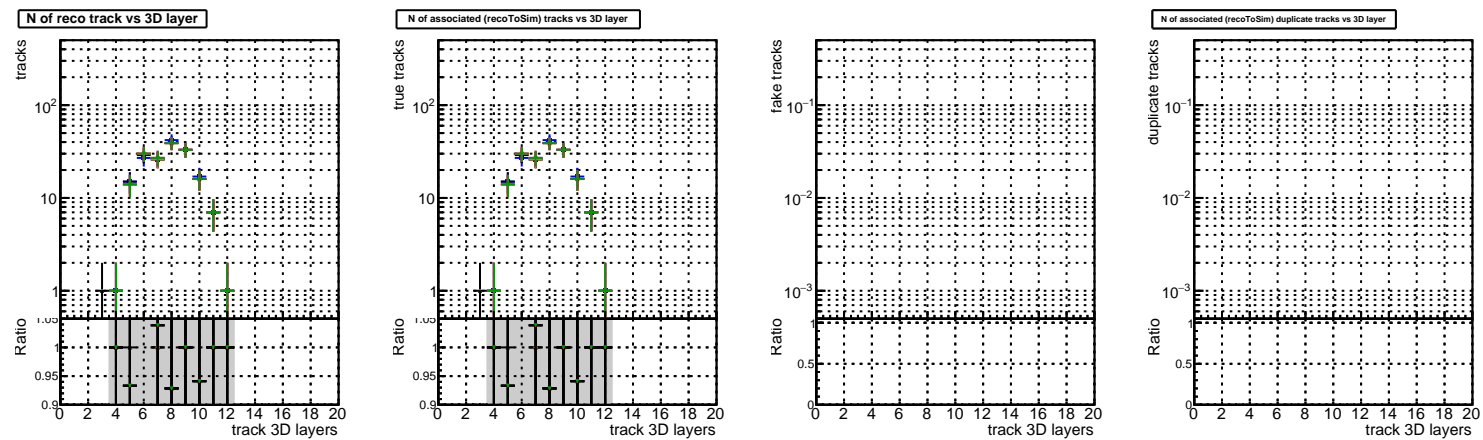 N of reco track vs 3D layer
tracks
10²
10
1
Ratio
1.05
1
0.95
0.9
0 2 4 6 8 10 12 14 16 18 20
track 3D layers
N of associated (recoToSim) tracks vs 3D layer
true tracks
10²
10
1
Ratio
1.05
1
0.95
0.9
0 2 4 6 8 10 12 14 16 18 20
track 3D layers
fake tracks
10⁻¹
10⁻²
10⁻³
Ratio
1
0.5
0
0 2 4 6 8 10 12 14 16 18 20
track 3D layers
N of associated (recoToSim) duplicate tracks vs 3D layer
duplicate tracks
10⁻¹
10⁻²
10⁻³
Ratio
1
0.5
0
0 2 4 6 8 10 12 14 16 18 20
track 3D layers